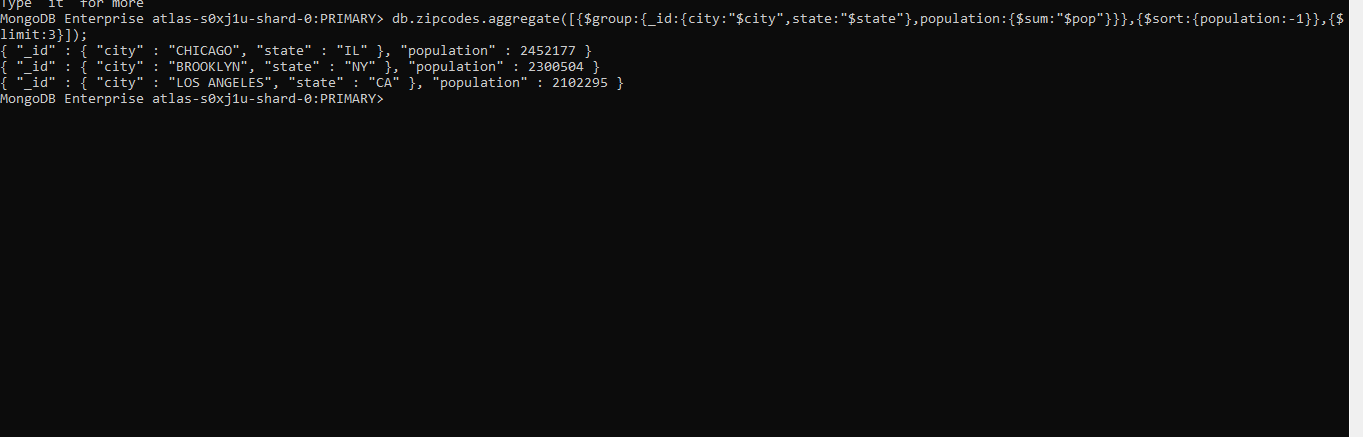 Type "it" for more
MongoDB Enterprise atlas-s0xj1u-shard-0:PRIMARY> db.zipcodes.aggregate([{$group:{_id:{city:"$city",state:"$state"},population:{$sum:"$pop"}}},{$sort:{population:-1}},{$
limit:3}]);
{ "_id" : { "city" : "CHICAGO", "state" : "IL" }, "population" : 2452177 }
{ "_id" : { "city" : "BROOKLYN", "state" : "NY" }, "population" : 2300504 }
{ "_id" : { "city" : "LOS ANGELES", "state" : "CA" }, "population" : 2102295 }
MongoDB Enterprise atlas-s0xj1u-shard-0:PRIMARY>